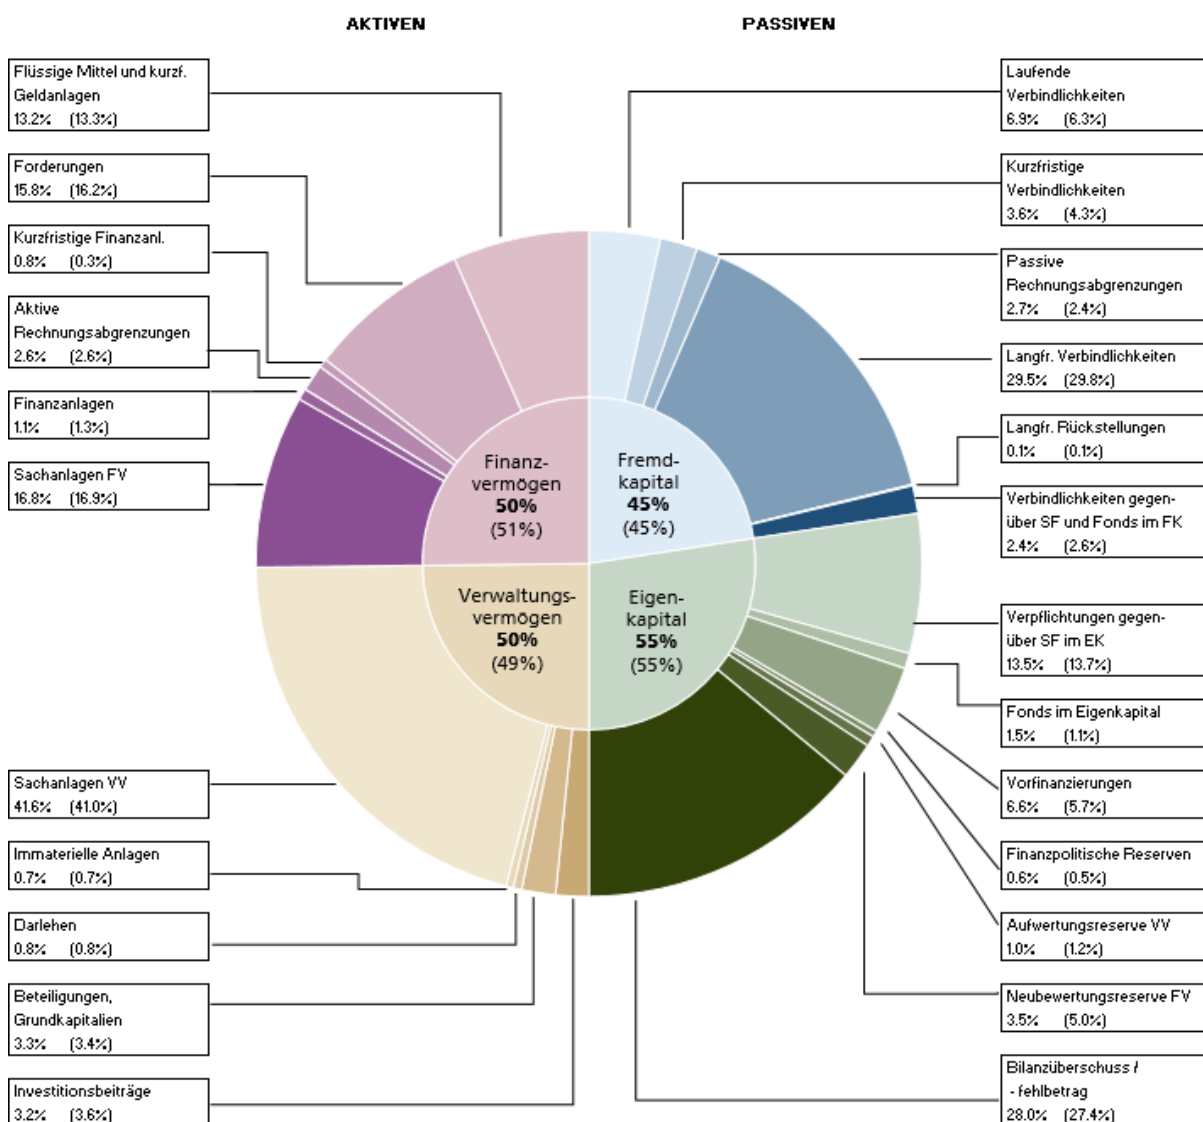 AKTIVEN
PASSIVEN
Flüssige Mittel und kurzf.
Geldanlagen
13.2% (13.3%)
Forderungen
15.8% (16.2%)
Kurzfristige Finanzanl.
0.8% (0.3%)
Aktive
Rechnungsabgrenzungen
2.6% (2.6%)
Finanzanlagen
1.1% (1.3%)
Sachanlagen FV
16.8% (16.9%)
Sachanlagen VV
41.6% (41.0%)
Immaterielle Anlagen
0.7% (0.7%)
Darlehen
0.8% (0.8%)
Beteiligungen,
Grundkapitalien
3.3% (3.4%)
Investitionsbeiträge
3.2% (3.6%)
Finanz-
vermögen
50%
(51%)
Fremd-
kapital
45%
(45%)
Verwaltungs-
vermögen
50%
(49%)
Eigen-
kapital
55%
(55%)
Laufende
Verbindlichkeiten
6.9% (6.3%)
Kurzfristige
Verbindlichkeiten
3.6% (4.3%)
Passive
Rechnungsabgrenzungen
2.7% (2.4%)
Langfr. Verbindlichkeiten
29.5% (29.8%)
Langfr. Rückstellungen
0.1% (0.1%)
Verbindlichkeiten gegen-
über SF und Fonds im FK
2.4% (2.6%)
Verpflichtungen gegen-
über SF im EK
13.5% (13.7%)
Fonds im Eigenkapital
1.5% (1.1%)
Vorfinanzierungen
6.6% (5.7%)
Finanzpolitische Reserven
0.6% (0.5%)
Aufwertungsreserve VV
1.0% (1.2%)
Neubewertungsreserve FV
3.5% (5.0%)
Bilanzüberschuss /
- fehlbetrag
28.0% (27.4%)